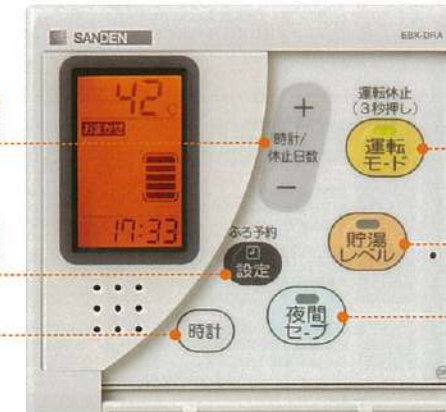 SANDEN
EBX-DRA
42
おまかせ
17:33
+
時計/
休止日数
−
運転休止
(3秒押し)
運転
モード
ふろ予約
設定
貯湯
レベル
時計
夜間
セーブ